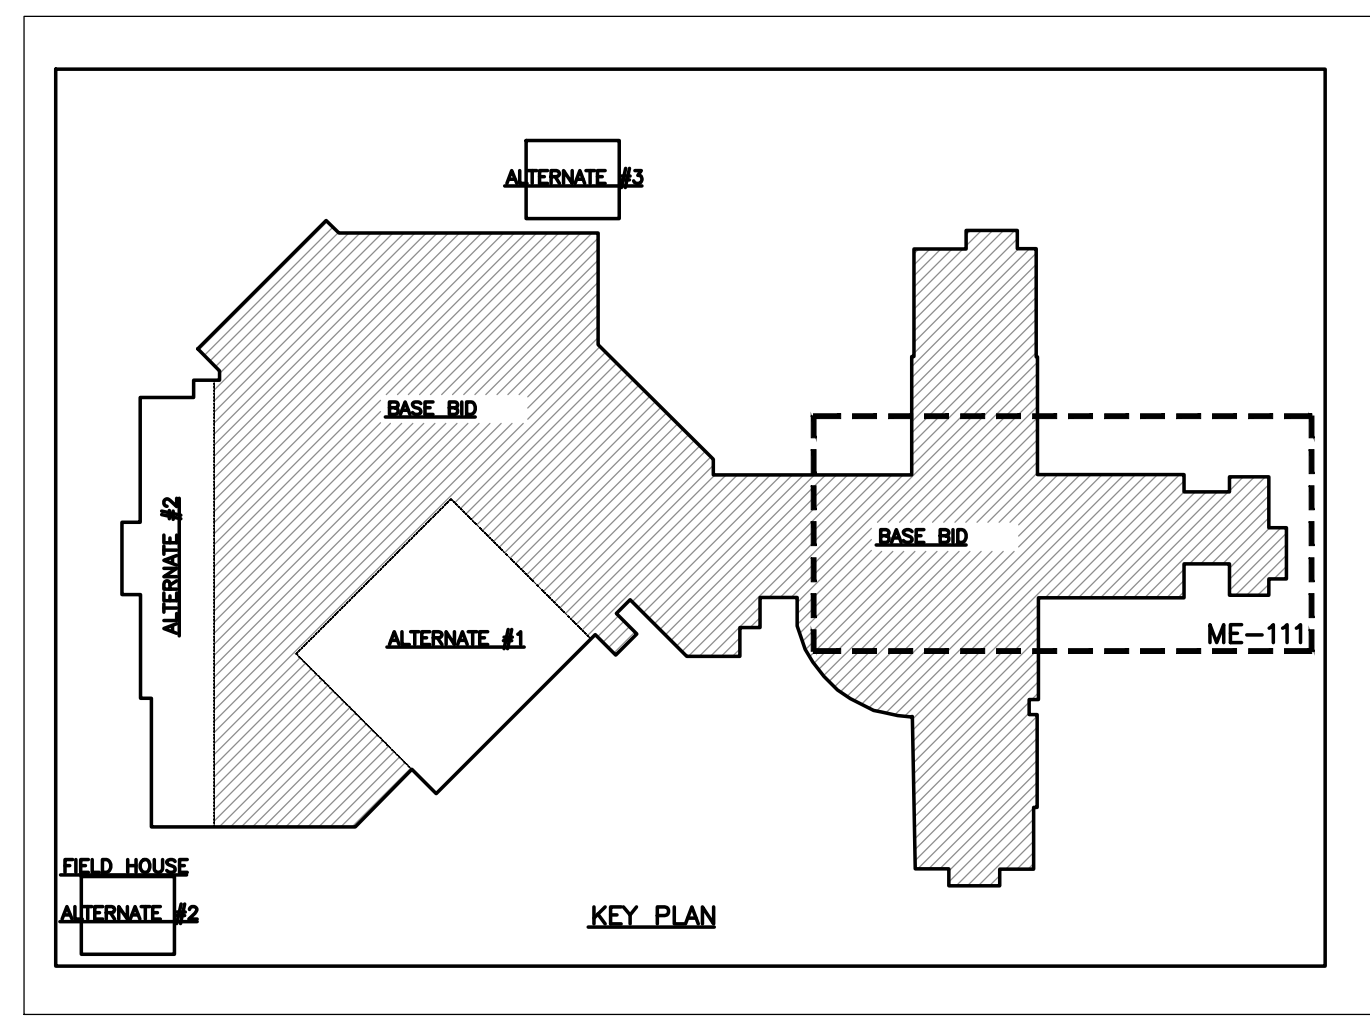 ALTERNATE #3
BASE BID
ALTERNATE #2
BASE BID
ALTERNATE #1
ME-111
FIELD HOUSE
ALTERNATE #2
KEY PLAN